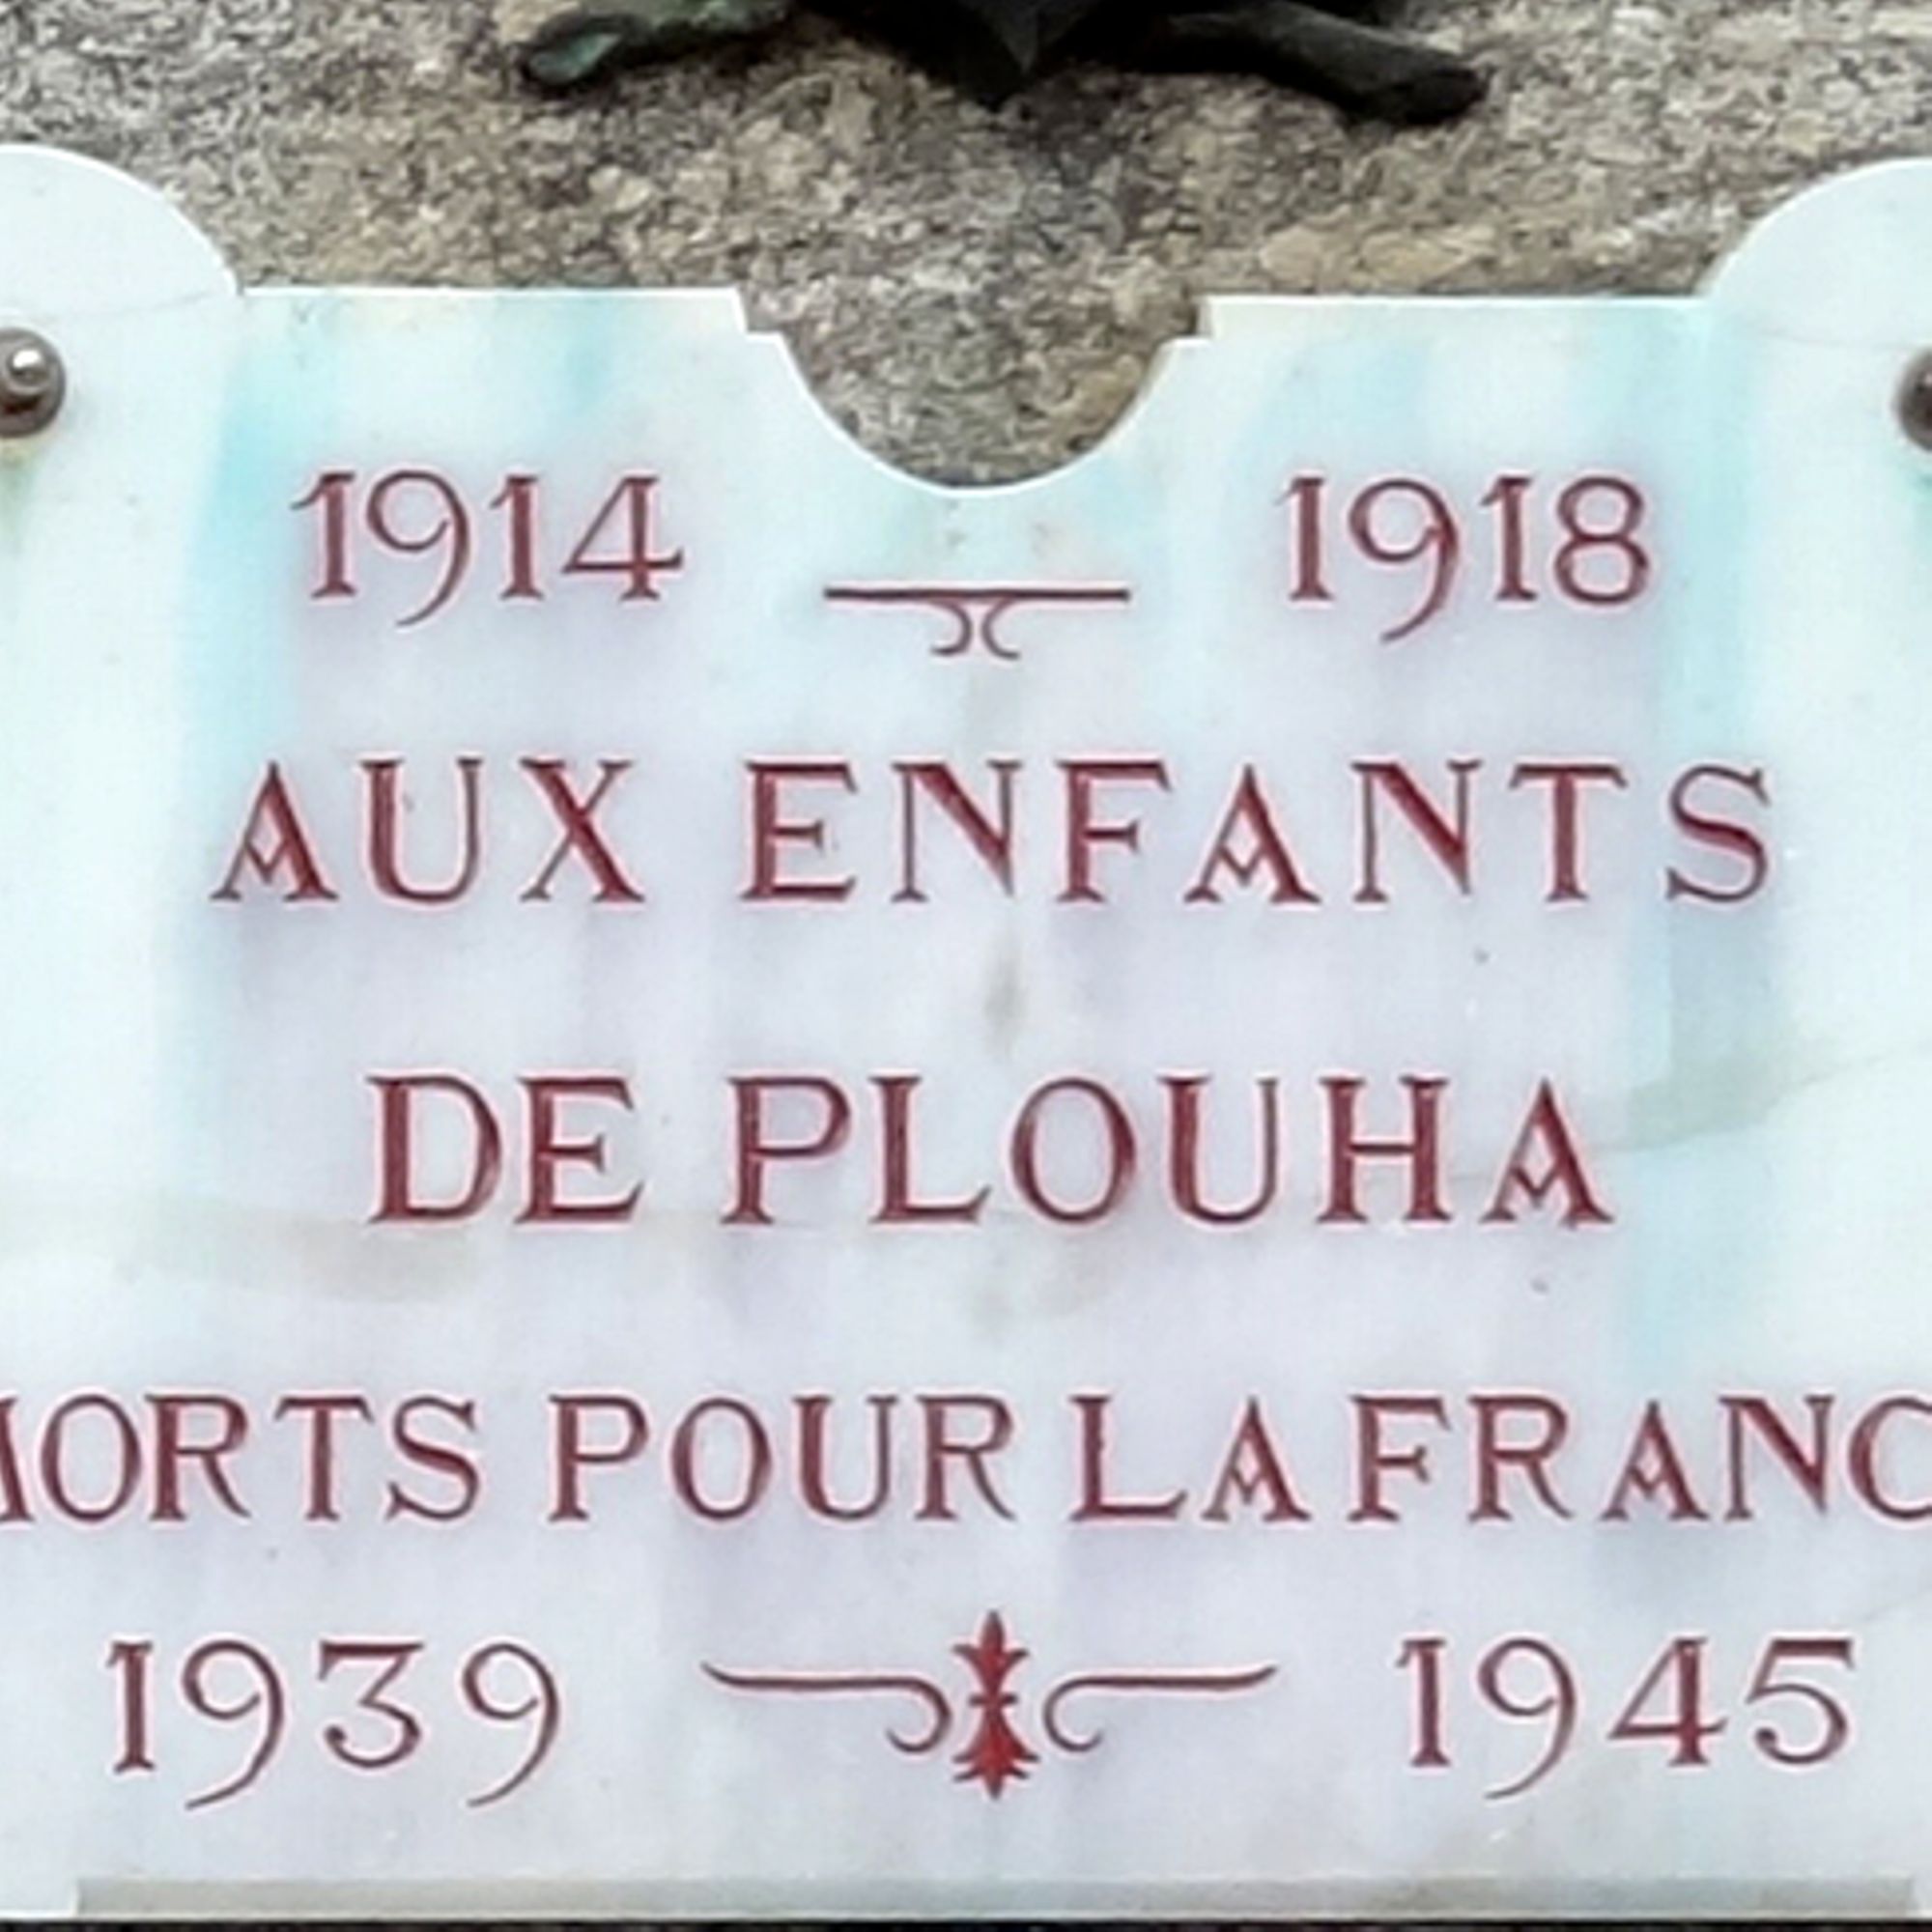 1914 1918
AUX ENFANTS
DE PLOUHA
MORTS POUR LA FRANC
1939 1945